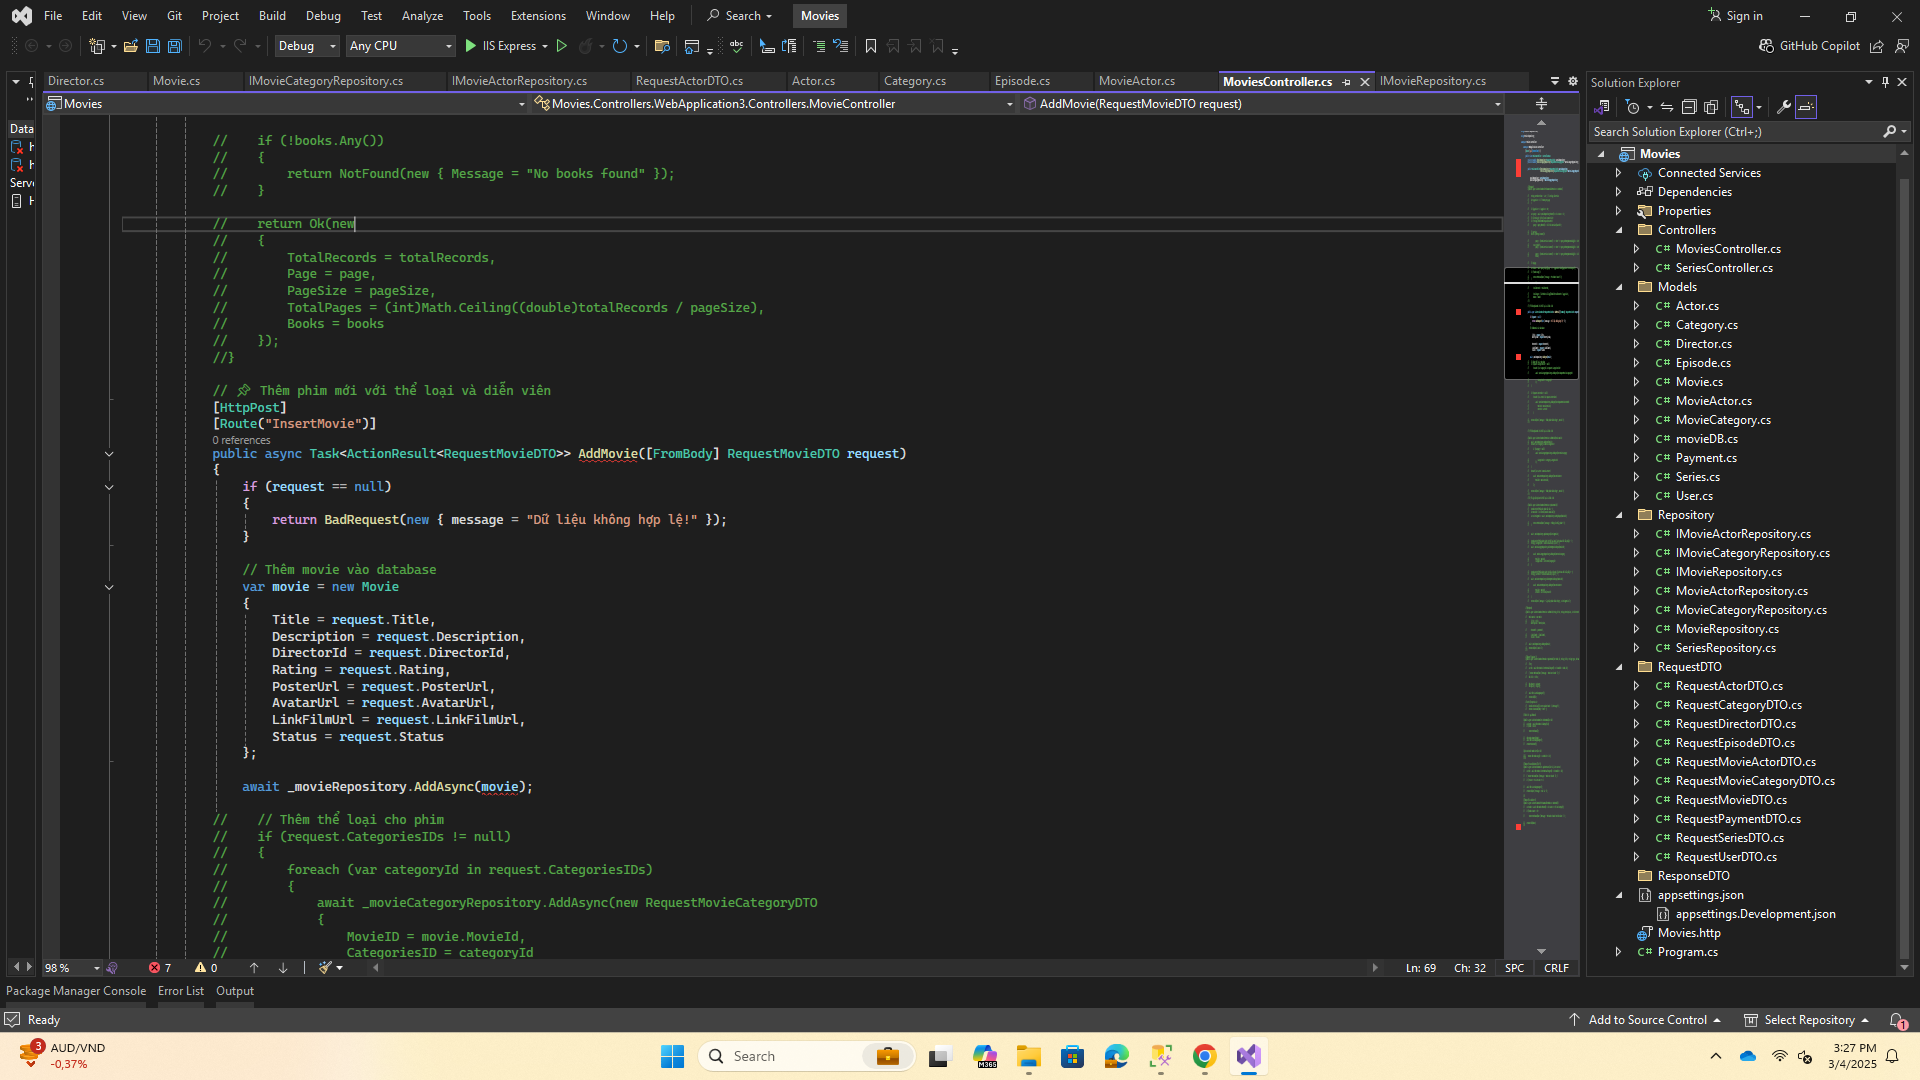 File Edit View Git Project Build Debug Test Analyze Tools Extensions Window Help Search Movies Sign in
Debug Any CPU IIS Express GitHub Copilot
Director.cs Movie.cs IMovieCategoryRepository.cs IMovieActorRepository.cs RequestActorDTO.cs Actor.cs Category.cs Episode.cs MovieActor.cs MoviesController.cs IMovieRepository.cs
Movies Movies.Controllers.WebApplication3.Controllers.MovieController AddMovie(RequestMovieDTO request)
Data
Serv
//    if (!books.Any())
//    {
//        return NotFound(new { Message = "No books found" });
//    }
//    return Ok(new
//    {
//        TotalRecords = totalRecords,
//        Page = page,
//        PageSize = pageSize,
//        TotalPages = (int)Math.Ceiling((double)totalRecords / pageSize),
//        Books = books
//    });
//}
// 📌 Thêm phim mới với thể loại và diễn viên
[HttpPost]
[Route("InsertMovie")]
0 references
public async Task<ActionResult<RequestMovieDTO>> AddMovie([FromBody] RequestMovieDTO request)
{
    if (request == null)
    {
        return BadRequest(new { message = "Dữ liệu không hợp lệ!" });
    }
    // Thêm movie vào database
    var movie = new Movie
    {
        Title = request.Title,
        Description = request.Description,
        DirectorId = request.DirectorId,
        Rating = request.Rating,
        PosterUrl = request.PosterUrl,
        AvatarUrl = request.AvatarUrl,
        LinkFilmUrl = request.LinkFilmUrl,
        Status = request.Status
    };
    await _movieRepository.AddAsync(movie);
//    // Thêm thể loại cho phim
//    if (request.CategoriesIDs != null)
//    {
//        foreach (var categoryId in request.CategoriesIDs)
//        {
//            await _movieCategoryRepository.AddAsync(new RequestMovieCategoryDTO
//            {
//                MovieID = movie.MovieId,
//                CategoriesID = categoryId
98 % 7 0 Ln: 69 Ch: 32 SPC CRLF
Solution Explorer
Search Solution Explorer (Ctrl+;)
Movies
Connected Services
Dependencies
Properties
Controllers
C# MoviesController.cs
C# SeriesController.cs
Models
C# Actor.cs
C# Category.cs
C# Director.cs
C# Episode.cs
C# Movie.cs
C# MovieActor.cs
C# MovieCategory.cs
C# movieDB.cs
C# Payment.cs
C# Series.cs
C# User.cs
Repository
C# IMovieActorRepository.cs
C# IMovieCategoryRepository.cs
C# IMovieRepository.cs
C# MovieActorRepository.cs
C# MovieCategoryRepository.cs
C# MovieRepository.cs
C# SeriesRepository.cs
RequestDTO
C# RequestActorDTO.cs
C# RequestCategoryDTO.cs
C# RequestDirectorDTO.cs
C# RequestEpisodeDTO.cs
C# RequestMovieActorDTO.cs
C# RequestMovieCategoryDTO.cs
C# RequestMovieDTO.cs
C# RequestPaymentDTO.cs
C# RequestSeriesDTO.cs
C# RequestUserDTO.cs
ResponseDTO
appsettings.json
appsettings.Development.json
Movies.http
C# Program.cs
Package Manager Console Error List Output
Ready Add to Source Control Select Repository 1
3 AUD/VND
-0,37%
Search
M365
3:27 PM
3/4/2025